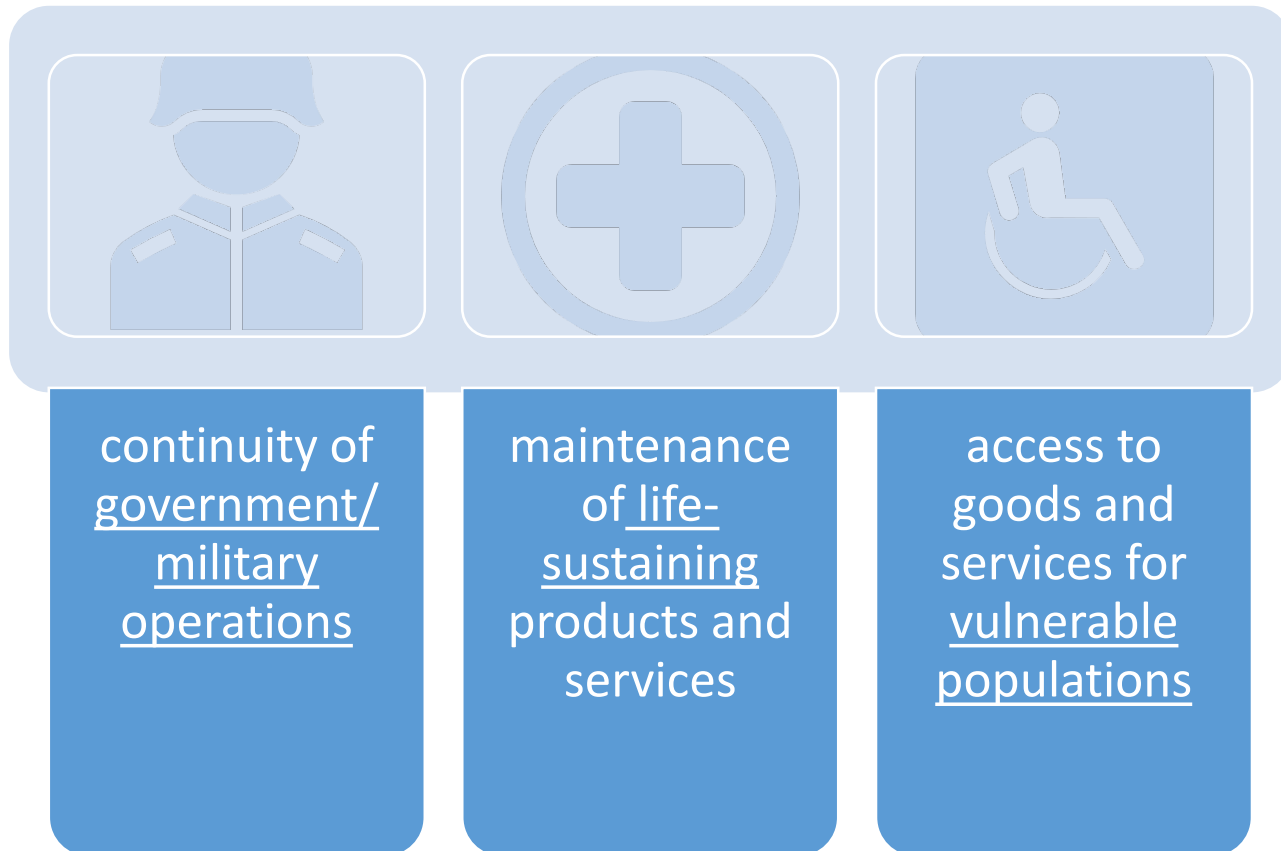 continuity of
government/
military
operations
maintenance
of life-
sustaining
products and
services
access to
goods and
services for
vulnerable
populations